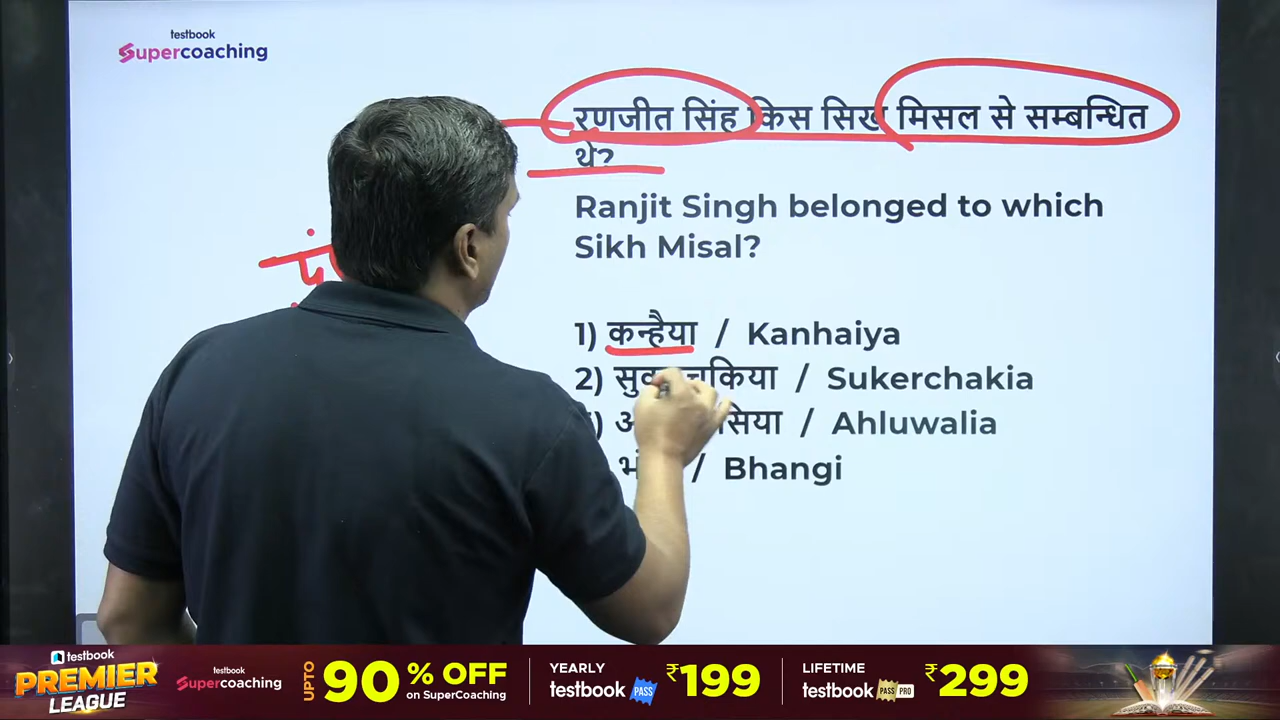 testbook
Supercoaching
रणजीत सिंह किस सिख मिसल से सम्बन्धित
थे?
Ranjit Singh belonged to which
Sikh Misal?
1) कन्हैया / Kanhaiya
2) / Sukerchakia
/ Ahluwalia
/ Bhangi
testbook
PREMIER
LEAGUE
testbook
Supercoaching
UPTO 90% OFF
on SuperCoaching
YEARLY
testbook PASS
₹199
LIFETIME
testbook PASS PRO
₹299